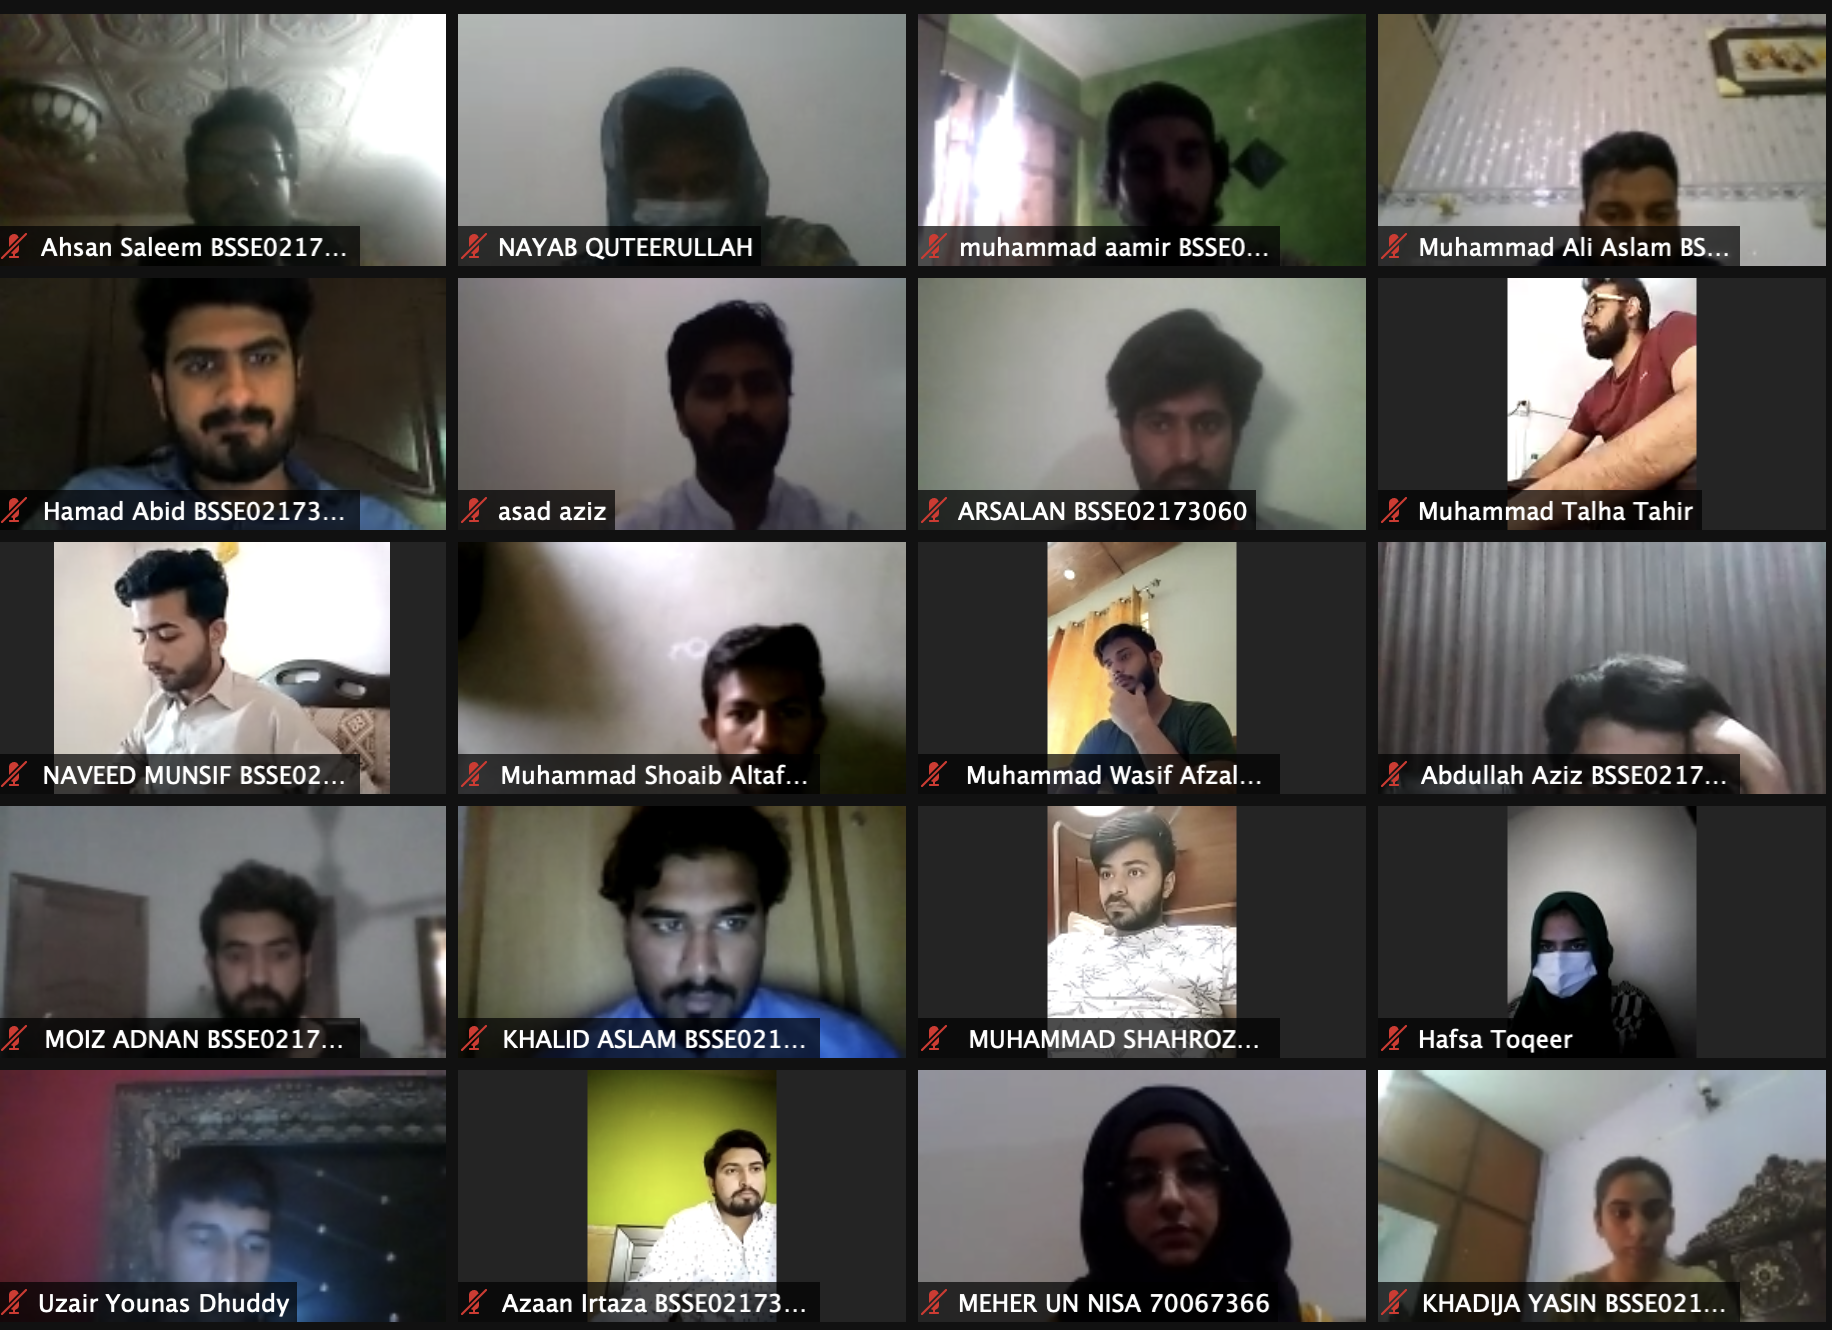 Ahsan Saleem BSSE0217...
NAYAB QUTEERULLAH
muhammad aamir BSSE0...
Muhammad Ali Aslam BS...
Hamad Abid BSSE02173...
asad aziz
ARSALAN BSSE02173060
Muhammad Talha Tahir
NAVEED MUNSIF BSSE02...
Muhammad Shoaib Altaf...
Muhammad Wasif Afzal...
Abdullah Aziz BSSE0217...
MOIZ ADNAN BSSE0217...
KHALID ASLAM BSSE021...
MUHAMMAD SHAHROZ...
Hafsa Toqeer
Uzair Younas Dhuddy
Azaan Irtaza BSSE02173...
MEHER UN NISA 70067366
KHADIJA YASIN BSSE021...